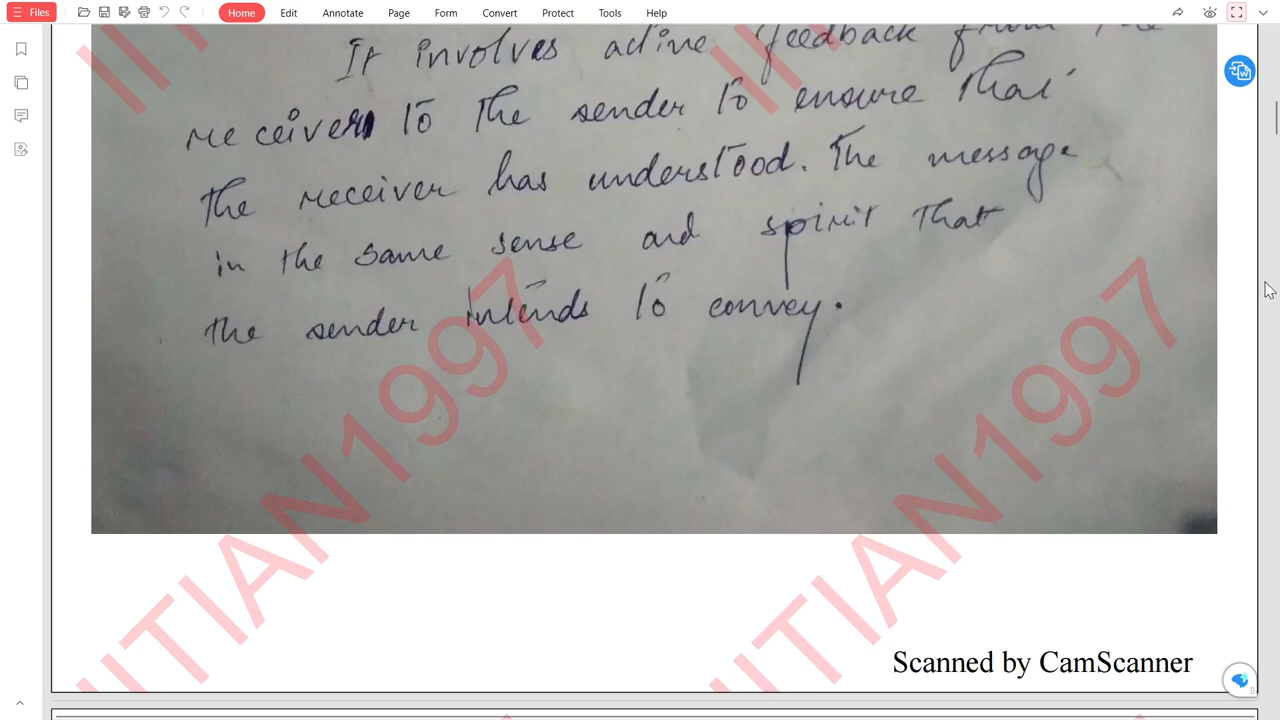 Files
Home Edit Annotate Page Form Convert Protect Tools Help
It involves active feedback from the
receiver to the sender to ensure that
the receiver has understood. The message
in the same sense and spirit that
the sender intends to convey.
IITIAN1997
IITIAN1997
Scanned by CamScanner